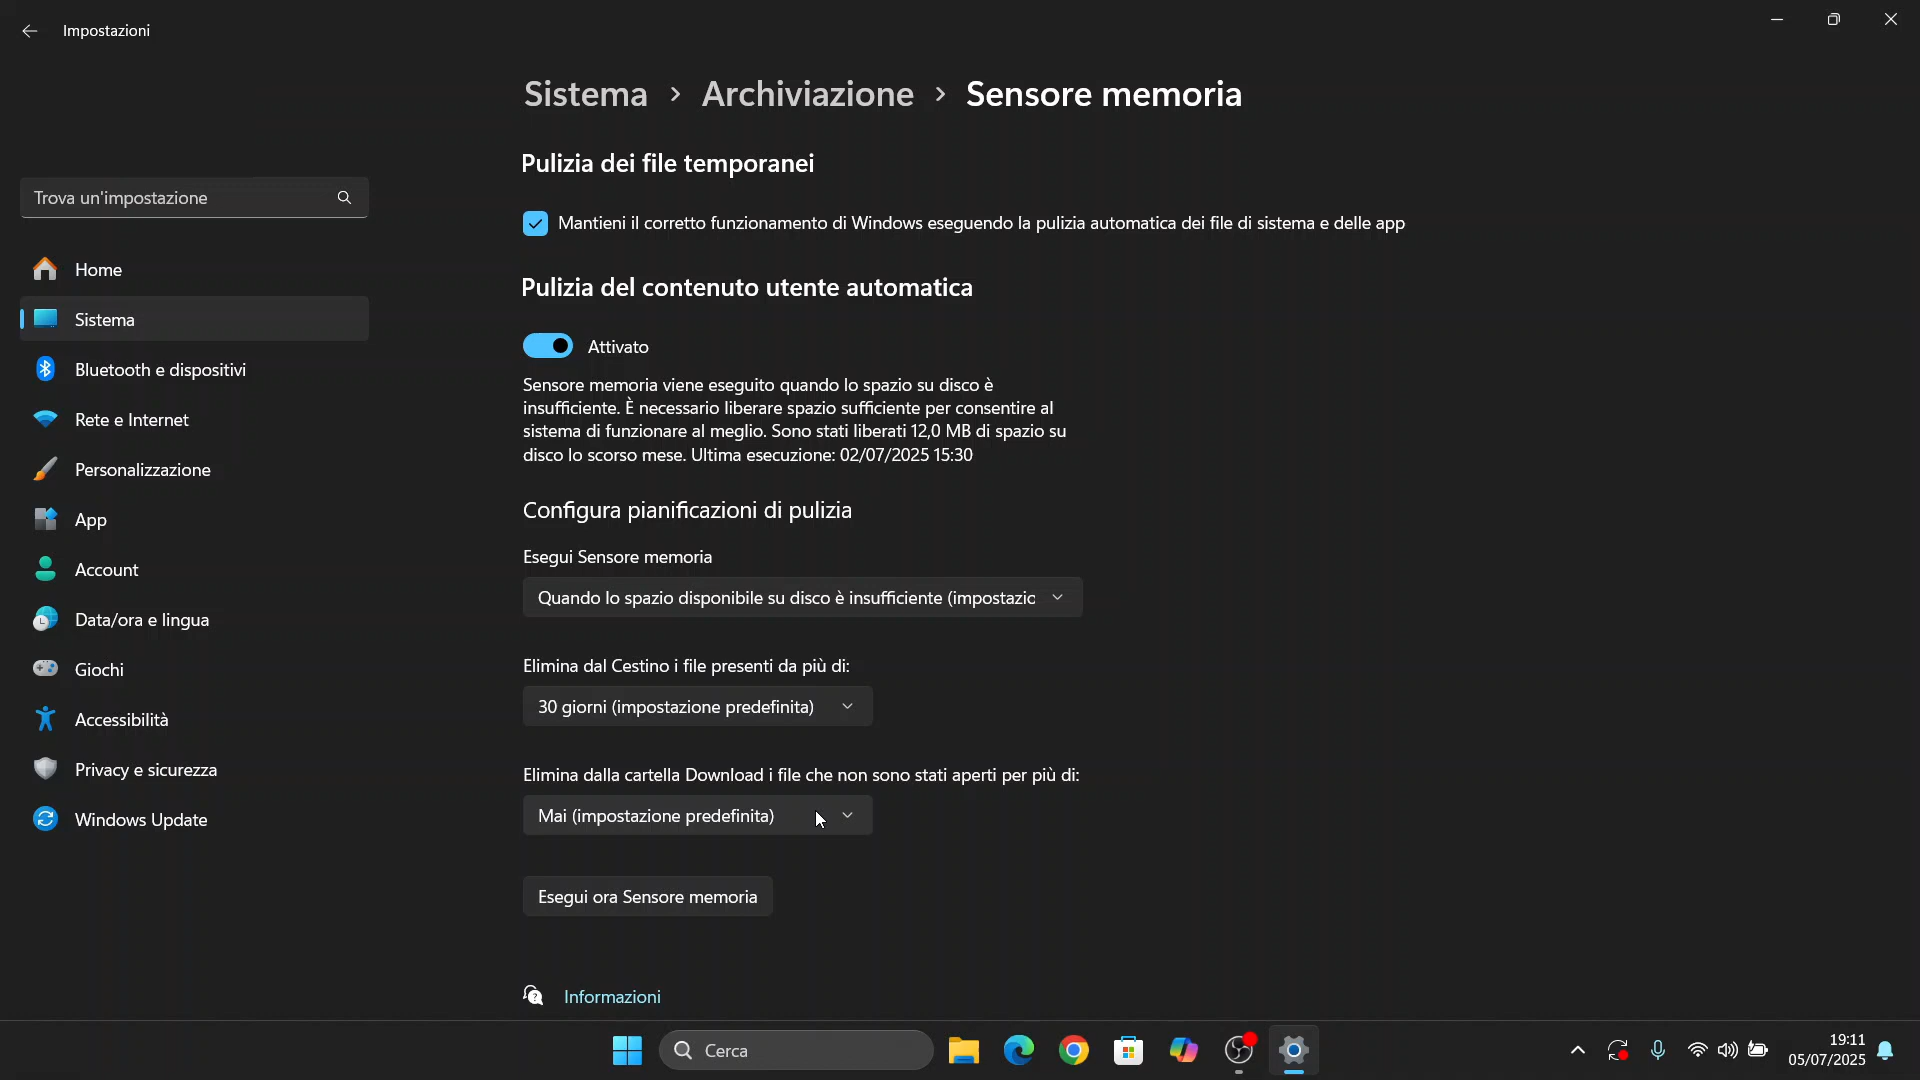 Impostazioni
Sistema > Archiviazione > Sensore memoria
Trova un'impostazione
Home
Sistema
Bluetooth e dispositivi
Rete e Internet
Personalizzazione
App
Account
Data/ora e lingua
Giochi
Accessibilità
Privacy e sicurezza
Windows Update
Pulizia dei file temporanei
Mantieni il corretto funzionamento di Windows eseguendo la pulizia automatica dei file di sistema e delle app
Pulizia del contenuto utente automatica
Attivato
Sensore memoria viene eseguito quando lo spazio su disco è
insufficiente. È necessario liberare spazio sufficiente per consentire al
sistema di funzionare al meglio. Sono stati liberati 12,0 MB di spazio su
disco lo scorso mese. Ultima esecuzione: 02/07/2025 15:30
Configura pianificazioni di pulizia
Esegui Sensore memoria
Quando lo spazio disponibile su disco è insufficiente (impostazic
Elimina dal Cestino i file presenti da più di:
30 giorni (impostazione predefinita)
Elimina dalla cartella Download i file che non sono stati aperti per più di:
Mai (impostazione predefinita)
Esegui ora Sensore memoria
Informazioni
Cerca
19:11
05/07/2025